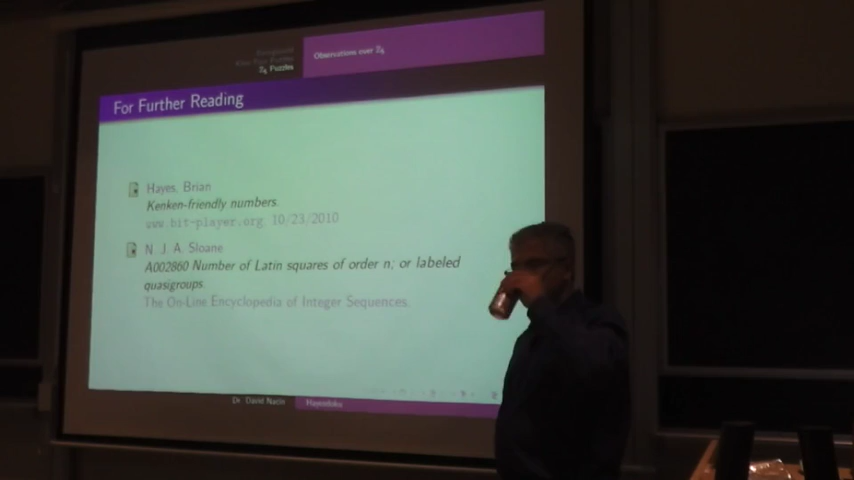 Observations over ℤ₄
ℤ₄ Puzzles
For Further Reading
Hayes, Brian
Kenken-friendly numbers.
www.bit-player.org, 10/23/2010
N. J. A. Sloane
A002860 Number of Latin squares of order n; or labeled
quasigroups.
The On-Line Encyclopedia of Integer Sequences.
Dr. David Nacin